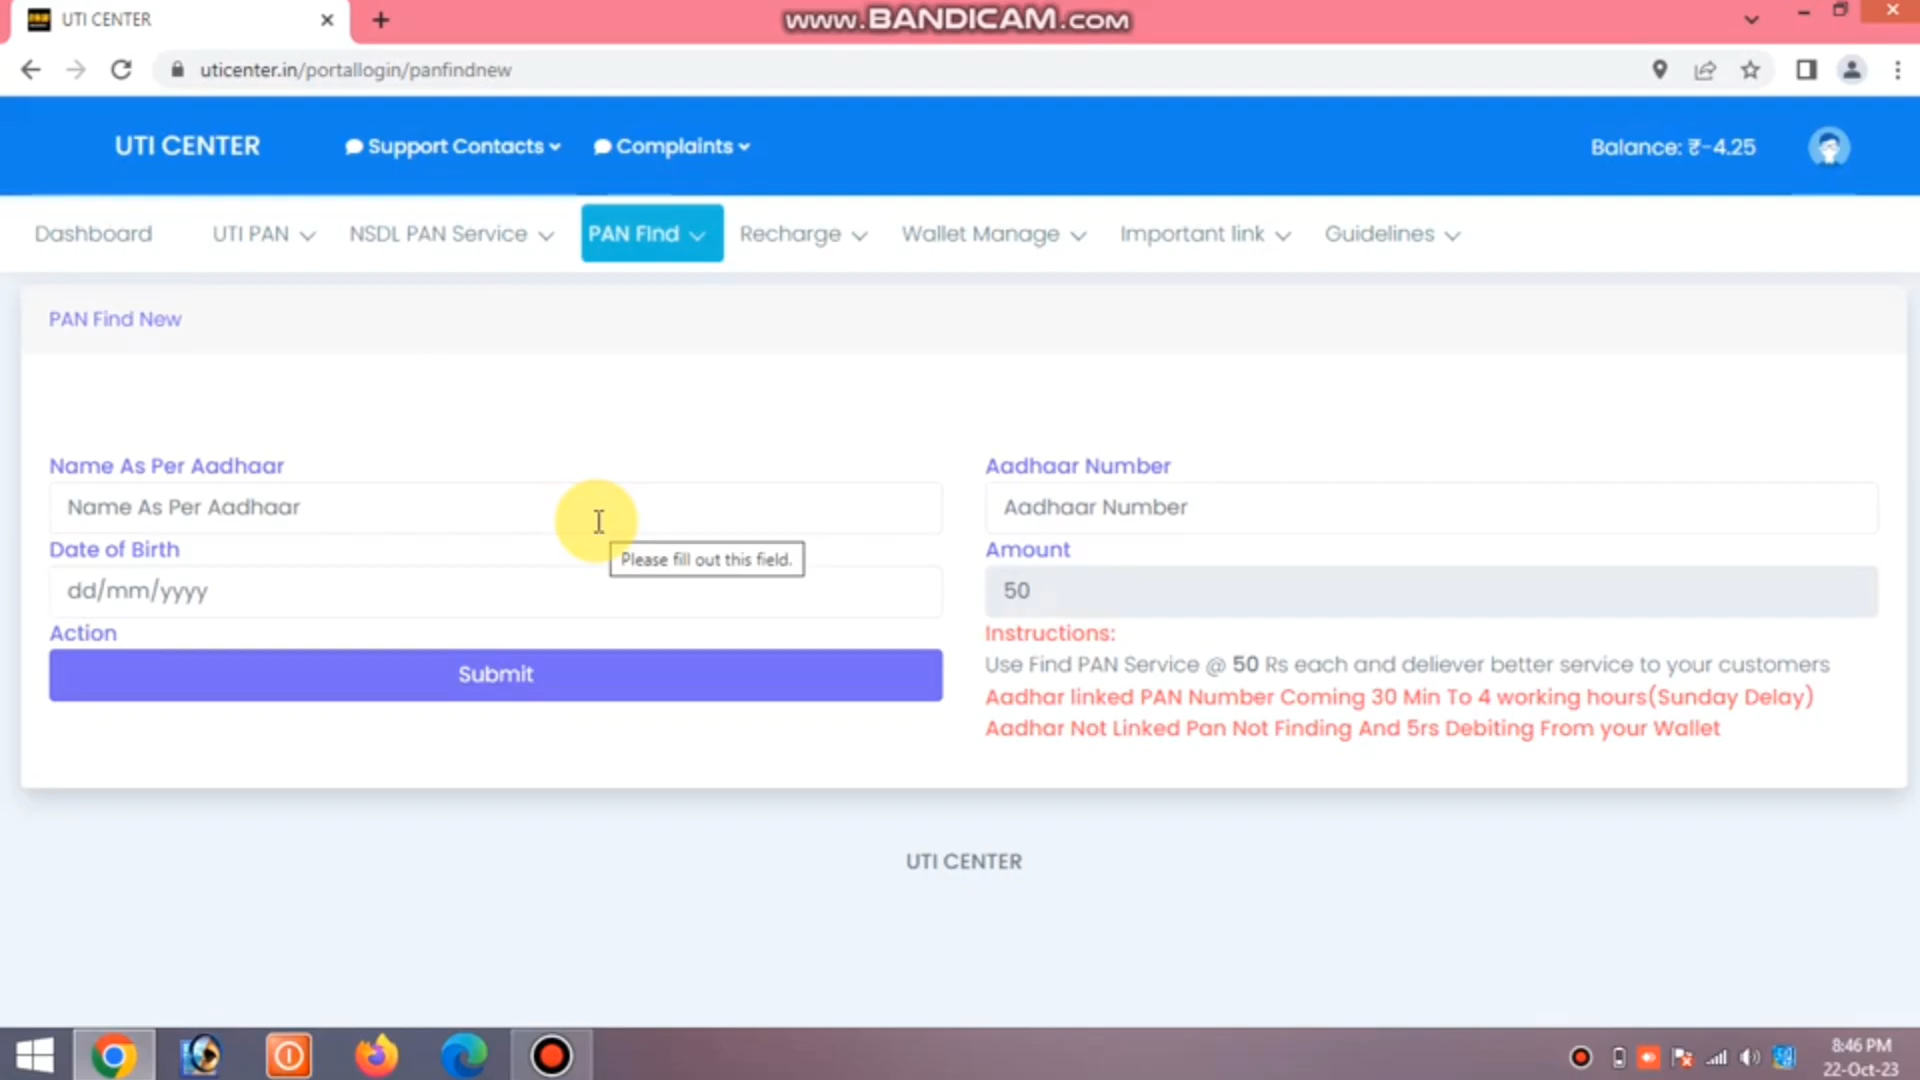 UTI CENTER
www.BANDICAM.com
uticenter.in/portallogin/panfindnew
UTI CENTER Support Contacts Complaints Balance: ₹-4.25
Dashboard UTI PAN NSDL PAN Service PAN FInd Recharge Wallet Manage Important link Guidelines
PAN Find New
Name As Per Aadhaar
Name As Per Aadhaar
Aadhaar Number
Aadhaar Number
Please fill out this field.
Date of Birth
dd/mm/yyyy
Amount
50
Action
Submit
Instructions:
Use Find PAN Service @ 50 Rs each and deliever better service to your customers
Aadhar linked PAN Number Coming 30 Min To 4 working hours(Sunday Delay)
Aadhar Not Linked Pan Not Finding And 5rs Debiting From your Wallet
UTI CENTER
8:46 PM
22-Oct-23